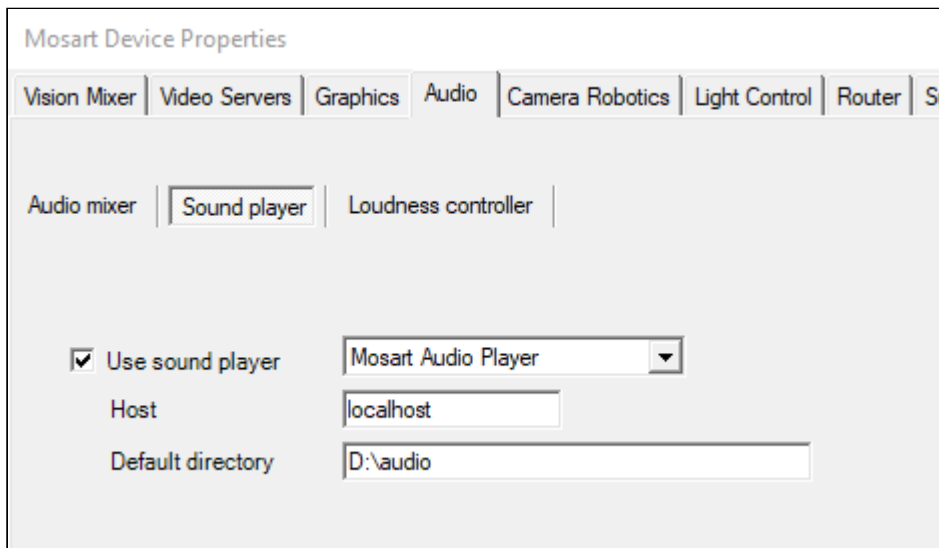 Mosart Device Properties
Vision Mixer Video Servers Graphics Audio Camera Robotics Light Control Router
Audio mixer Sound player Loudness controller
Use sound player Mosart Audio Player
Host localhost
Default directory D:\audio